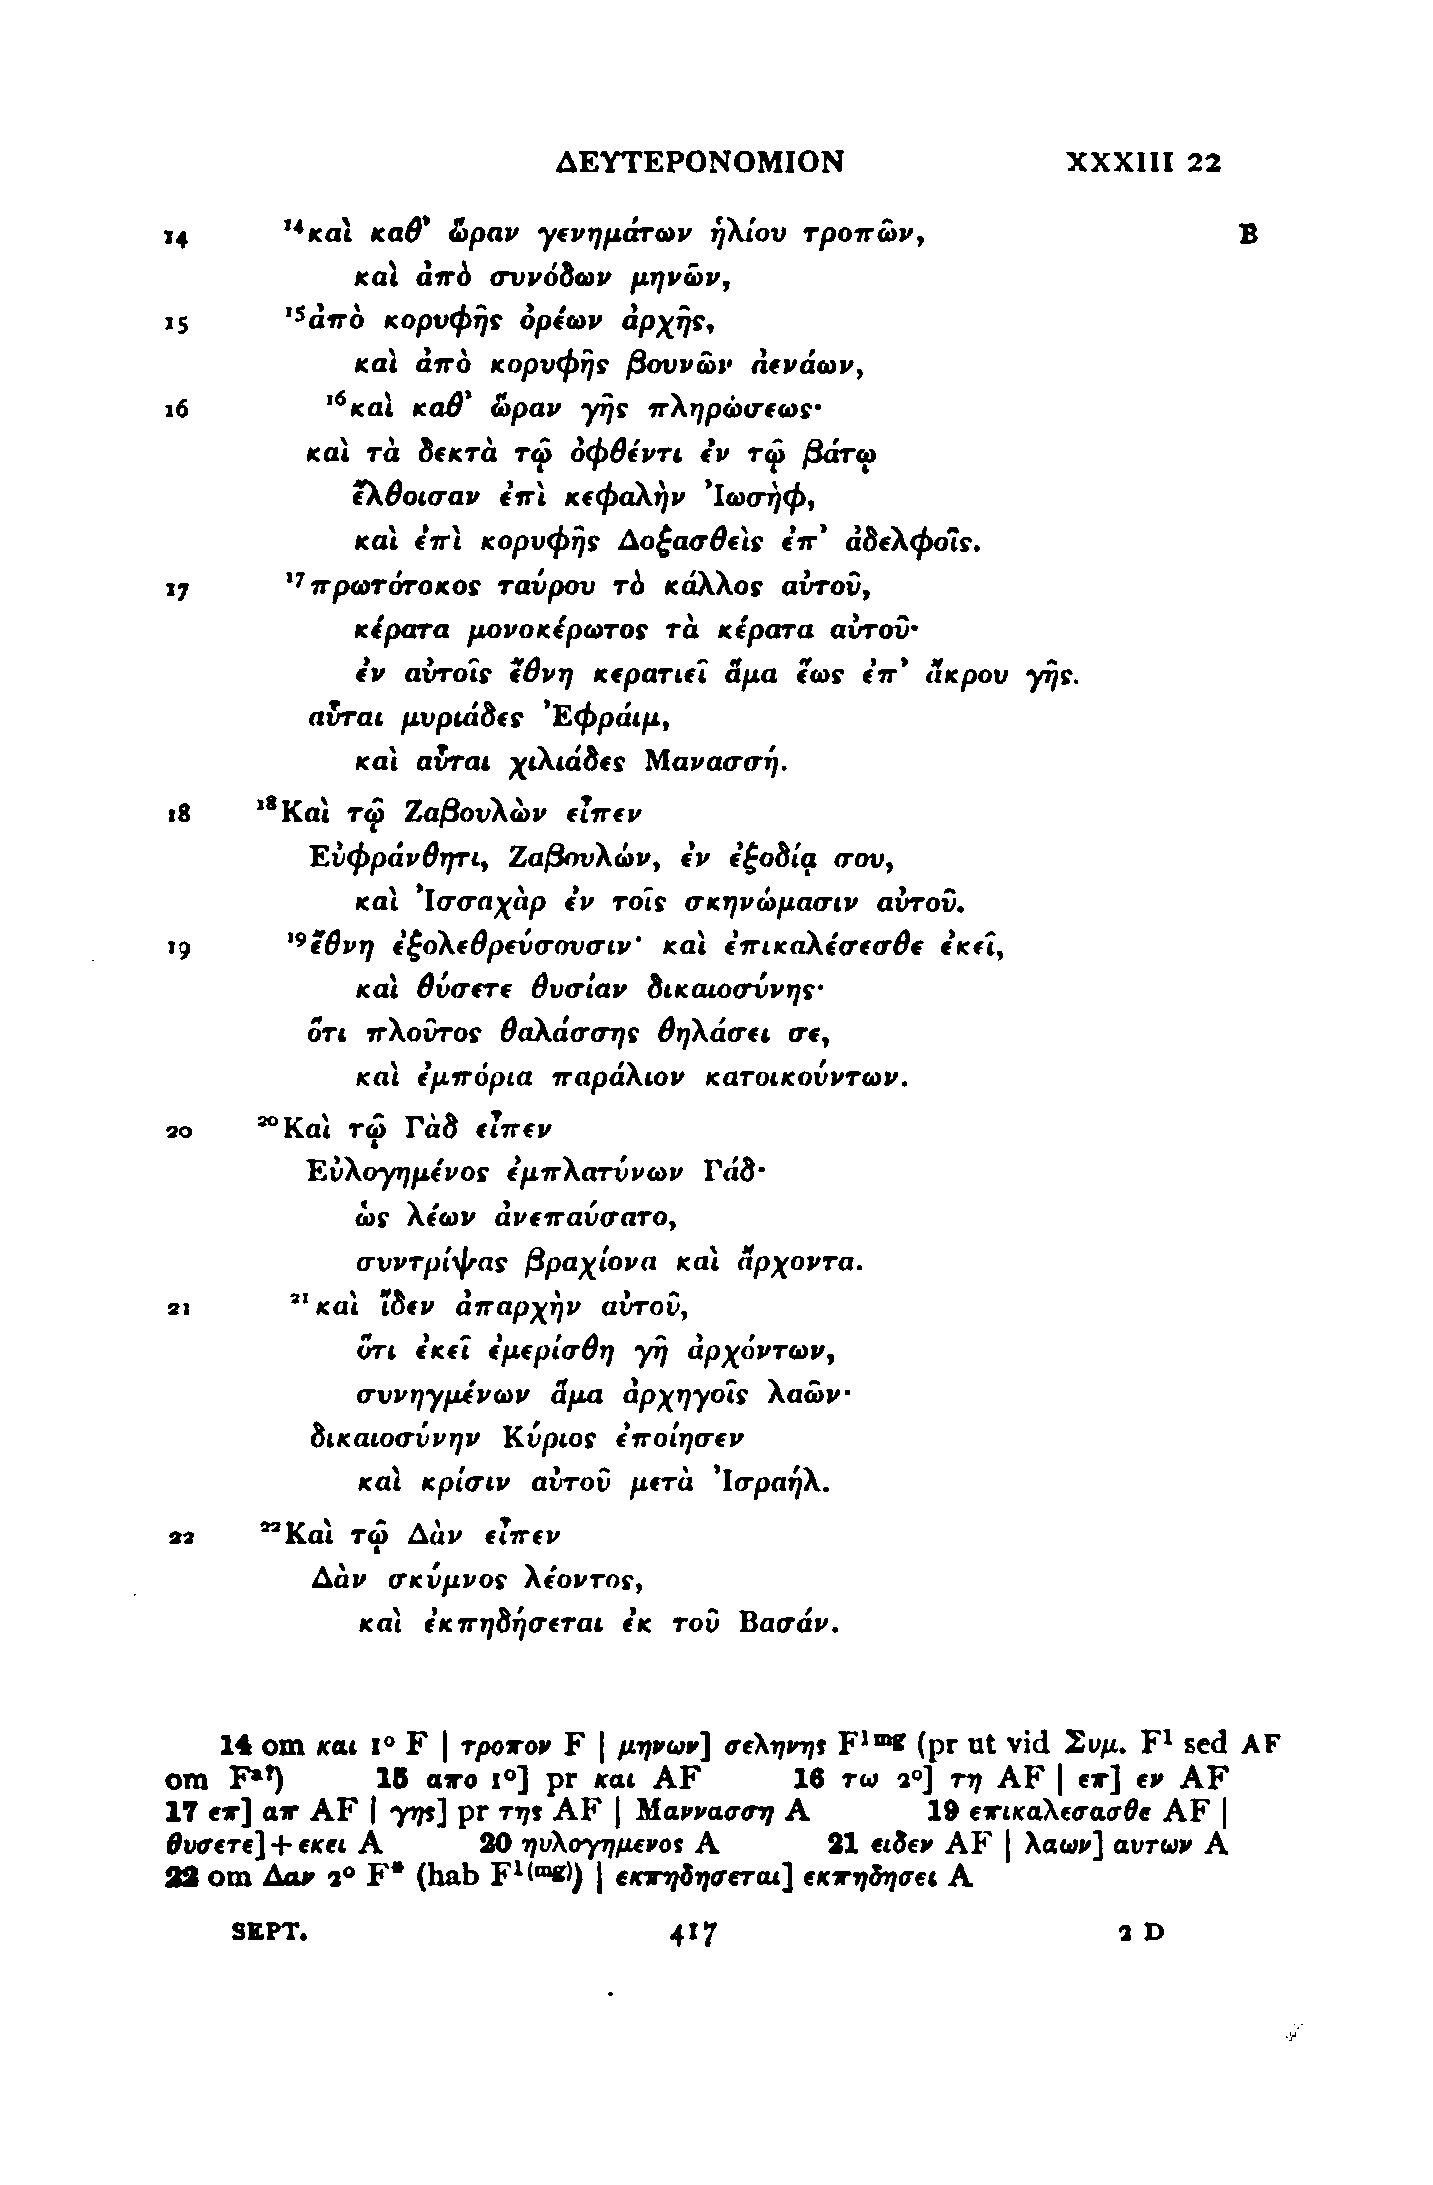 ΔΕΥΤΕΡΟΝΟΜΙΟΝ XXXIII 22
14 ¹⁴καὶ καθ᾽ ὥραν γενημάτων ἡλίου τροπῶν, B
καὶ ἀπὸ συνόδων μηνῶν,
15 ¹⁵ἀπὸ κορυφῆς ὀρέων ἀρχῆς,
καὶ ἀπὸ κορυφῆς βουνῶν ἀενάων,
16 ¹⁶καὶ καθ᾽ ὥραν γῆς πληρώσεως·
καὶ τὰ δεκτὰ τῷ ὀφθέντι ἐν τῷ βάτῳ
ἔλθοισαν ἐπὶ κεφαλὴν Ἰωσήφ,
καὶ ἐπὶ κορυφῆς Δοξασθεὶς ἐπ᾽ ἀδελφοῖς.
17 ¹⁷πρωτότοκος ταύρου τὸ κάλλος αὐτοῦ,
κέρατα μονοκέρωτος τὰ κέρατα αὐτοῦ·
ἐν αὐτοῖς ἔθνη κερατιεῖ ἅμα ἕως ἐπ᾽ ἄκρου γῆς.
αὗται μυριάδες Ἐφράιμ,
καὶ αὗται χιλιάδες Μανασσή.
18 ¹⁸Καὶ τῷ Ζαβουλὼν εἶπεν
Εὐφράνθητι, Ζαβουλών, ἐν ἐξοδίᾳ σου,
καὶ Ἰσσαχὰρ ἐν τοῖς σκηνώμασιν αὐτοῦ.
19 ¹⁹ἔθνη ἐξολεθρεύσουσιν· καὶ ἐπικαλέσεσθε ἐκεῖ,
καὶ θύσετε θυσίαν δικαιοσύνης·
ὅτι πλοῦτος θαλάσσης θηλάσει σε,
καὶ ἐμπόρια παράλιον κατοικούντων.
20 ²⁰Καὶ τῷ Γὰδ εἶπεν
Εὐλογημένος ἐμπλατύνων Γάδ·
ὡς λέων ἀνεπαύσατο,
συντρίψας βραχίονα καὶ ἄρχοντα.
21 ²¹καὶ ἴδεν ἀπαρχὴν αὐτοῦ,
ὅτι ἐκεῖ ἐμερίσθη γῆ ἀρχόντων,
συνηγμένων ἅμα ἀρχηγοῖς λαῶν·
δικαιοσύνην Κύριος ἐποίησεν
καὶ κρίσιν αὐτοῦ μετὰ Ἰσραήλ.
22 ²²Καὶ τῷ Δὰν εἶπεν
Δὰν σκύμνος λέοντος,
καὶ ἐκπηδήσεται ἐκ τοῦ Βασάν.
14 om και 1° F | τροπον F | μηνων] σεληνης F¹ᵐᵍ (pr ut vid Συμ. F¹ sed AF
om Fᵃ?) 15 απο 1°] pr και AF 16 τω 2°] τη AF | επ] εν AF
17 επ] απ AF | γης] pr της AF | Μαννασση A 19 επικαλεσασθε AF |
θυσετε]+εκει A 20 ηυλογημενος A 21 ειδεν AF | λαων] αυτων A
22 om Δαν 2° F* (hab F¹⁽ᵐᵍ⁾) | εκπηδησεται] εκπηδησει A
SEPT. 417 2 D